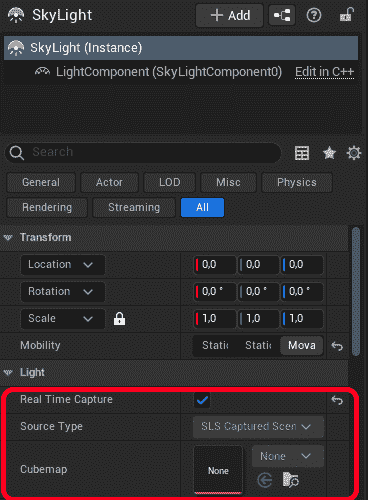 SkyLight + Add
SkyLight (Instance)
LightComponent (SkyLightComponent0) Edit in C++
Search
General Actor LOD Misc Physics
Rendering Streaming All
Transform
Location 0,0 0,0 0,0
Rotation 0,0 ° 0,0 ° 0,0 °
Scale 1,0 1,0 1,0
Mobility Static Static Mova
Light
Real Time Capture
Source Type SLS Captured Scen
Cubemap None None